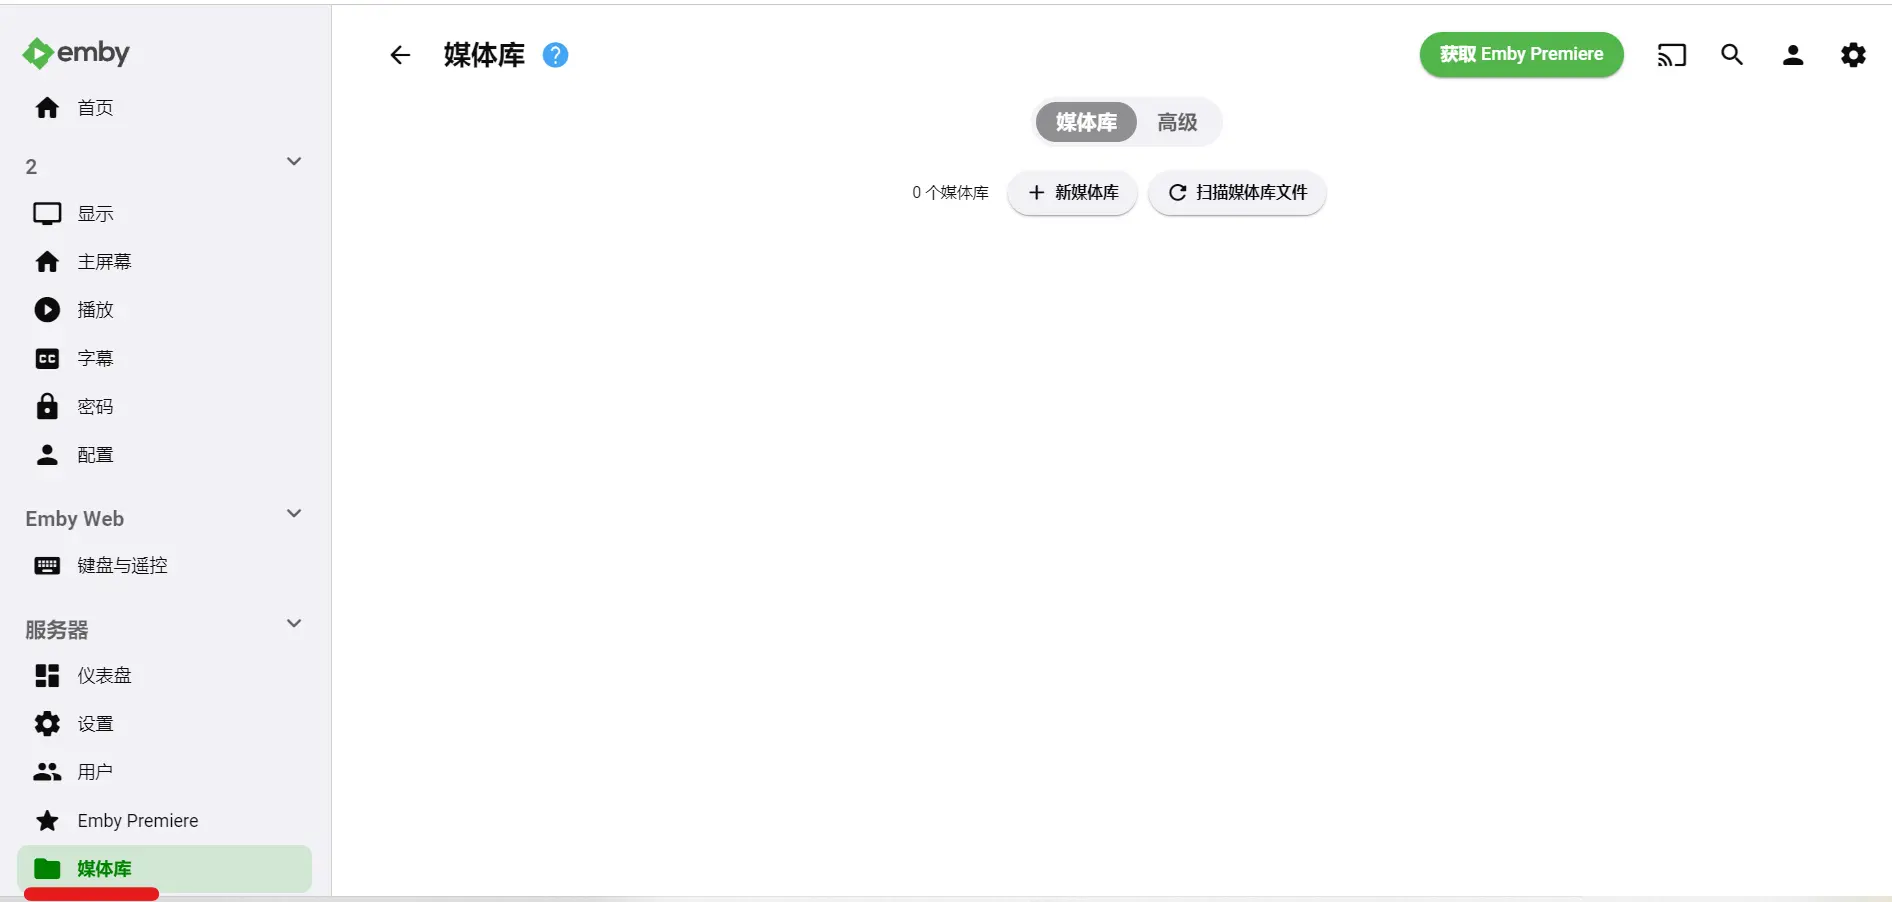 emby
首页
2
显示
主屏幕
播放
CC 字幕
密码
配置
Emby Web
键盘与遥控
服务器
仪表盘
设置
用户
Emby Premiere
媒体库
媒体库 ?
获取 Emby Premiere
媒体库 高级
0 个媒体库 + 新媒体库 扫描媒体库文件